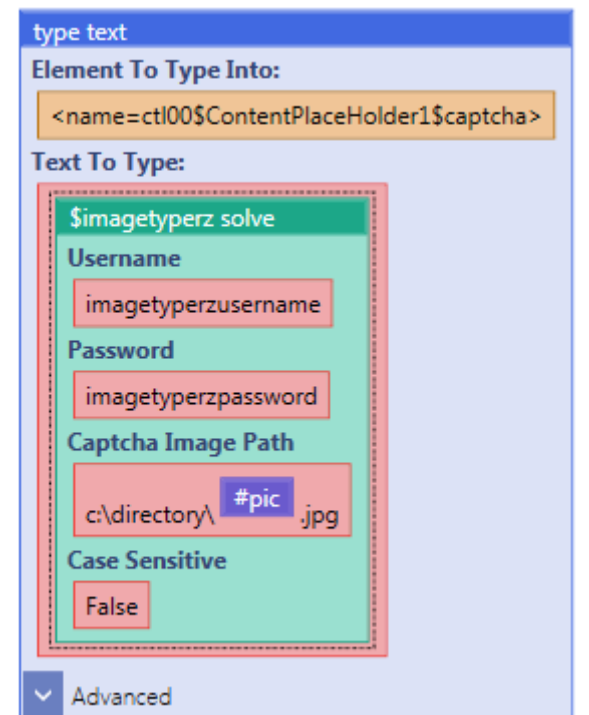 type text
Element To Type Into:
<name=ctl00$ContentPlaceHolder1$captcha>
Text To Type:
$imagetyperz solve
Username
imagetyperzusername
Password
imagetyperzpassword
Captcha Image Path
c:\directory\ #pic .jpg
Case Sensitive
False
Advanced